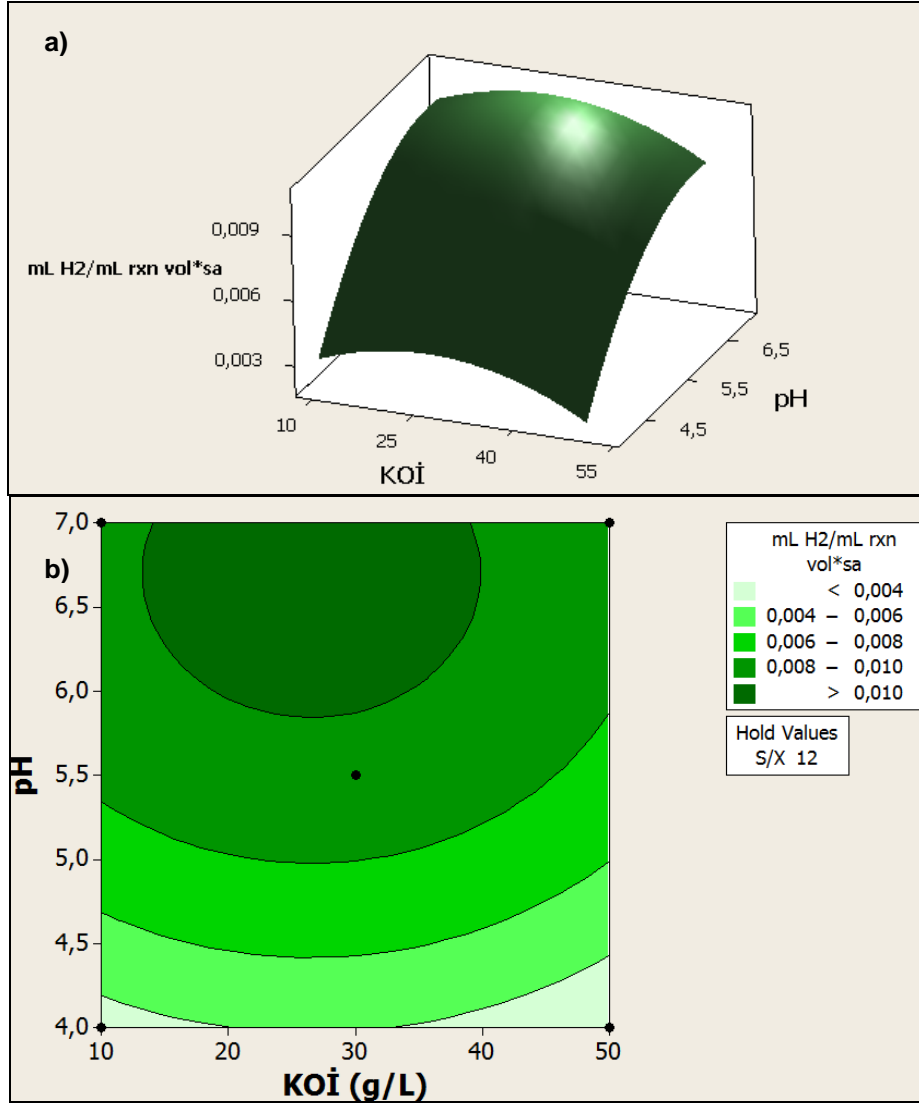 a)
0,009
mL H2/mL rxn vol*sa
0,006
0,003
10
25
40
55
KOİ
4,5
5,5
6,5
pH
b)
7,0
6,5
6,0
5,5
5,0
4,5
4,0
pH
10 20 30 40 50
KOİ (g/L)
mL H2/mL rxn
vol*sa
< 0,004
0,004 – 0,006
0,006 – 0,008
0,008 – 0,010
> 0,010
Hold Values
S/X 12